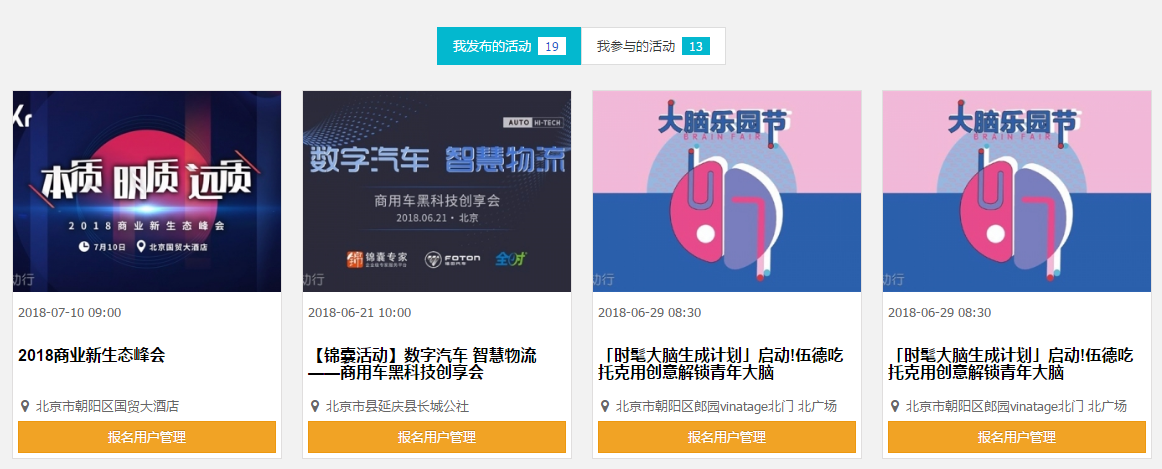 我发布的活动 19 我参与的活动 13
Kr
本质 明质 远质
2018商业新生态峰会
7月10日 北京国贸大酒店
动行
2018-07-10 09:00
2018商业新生态峰会
北京市朝阳区国贸大酒店
报名用户管理
AUTO HI-TECH
数字汽车 智慧物流
商用车黑科技创享会
2018.06.21·北京
锦囊专家 FOTON 全时
动行
2018-06-21 10:00
【锦囊活动】数字汽车 智慧物流
——商用车黑科技创享会
北京市县延庆县长城公社
报名用户管理
大脑乐园节
BRAIN FAIR
动行
2018-06-29 08:30
「时髦大脑生成计划」启动!伍德吃
托克用创意解锁青年大脑
北京市朝阳区郎园vinatage北门 北广场
报名用户管理
大脑乐园节
BRAIN FAIR
动行
2018-06-29 08:30
「时髦大脑生成计划」启动!伍德吃
托克用创意解锁青年大脑
北京市朝阳区郎园vinatage北门 北广场
报名用户管理